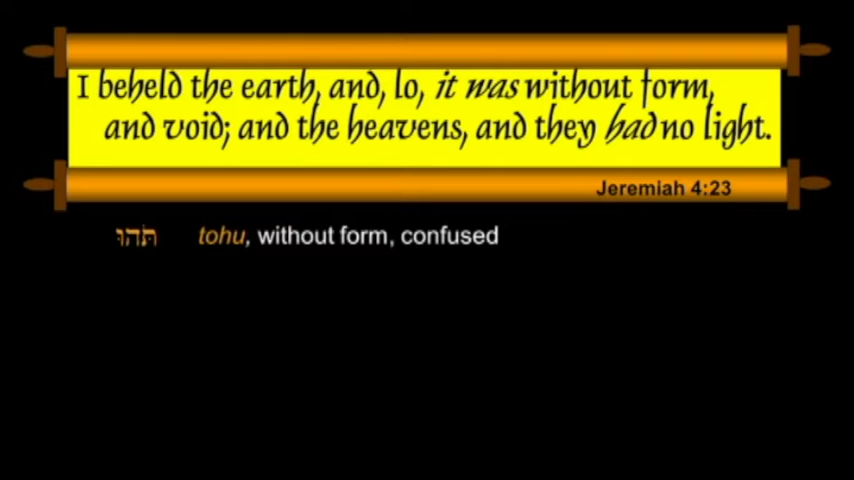 I beheld the earth, and, lo, it was without form,
and void; and the heavens, and they had no light.
Jeremiah 4:23
תֹּהוּ tohu, without form, confused